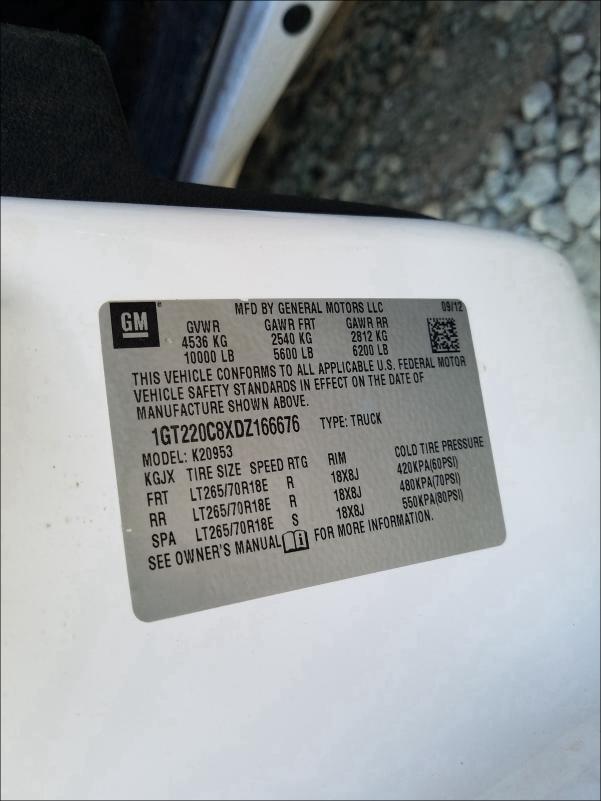 GM
MFD BY GENERAL MOTORS LLC 09/12
GVWR GAWR FRT GAWR RR
4536 KG 2540 KG 2812 KG
10000 LB 5600 LB 6200 LB
THIS VEHICLE CONFORMS TO ALL APPLICABLE U.S. FEDERAL MOTOR
VEHICLE SAFETY STANDARDS IN EFFECT ON THE DATE OF
MANUFACTURE SHOWN ABOVE.
1GT220C8XDZ166676 TYPE: TRUCK
MODEL: K20953
KGJX TIRE SIZE SPEED RTG RIM COLD TIRE PRESSURE
FRT LT265/70R18E R 18X8J 420KPA(60PSI)
RR LT265/70R18E R 18X8J 480KPA(70PSI)
SPA LT265/70R18E S 18X8J 550KPA(80PSI)
SEE OWNER'S MANUAL FOR MORE INFORMATION.